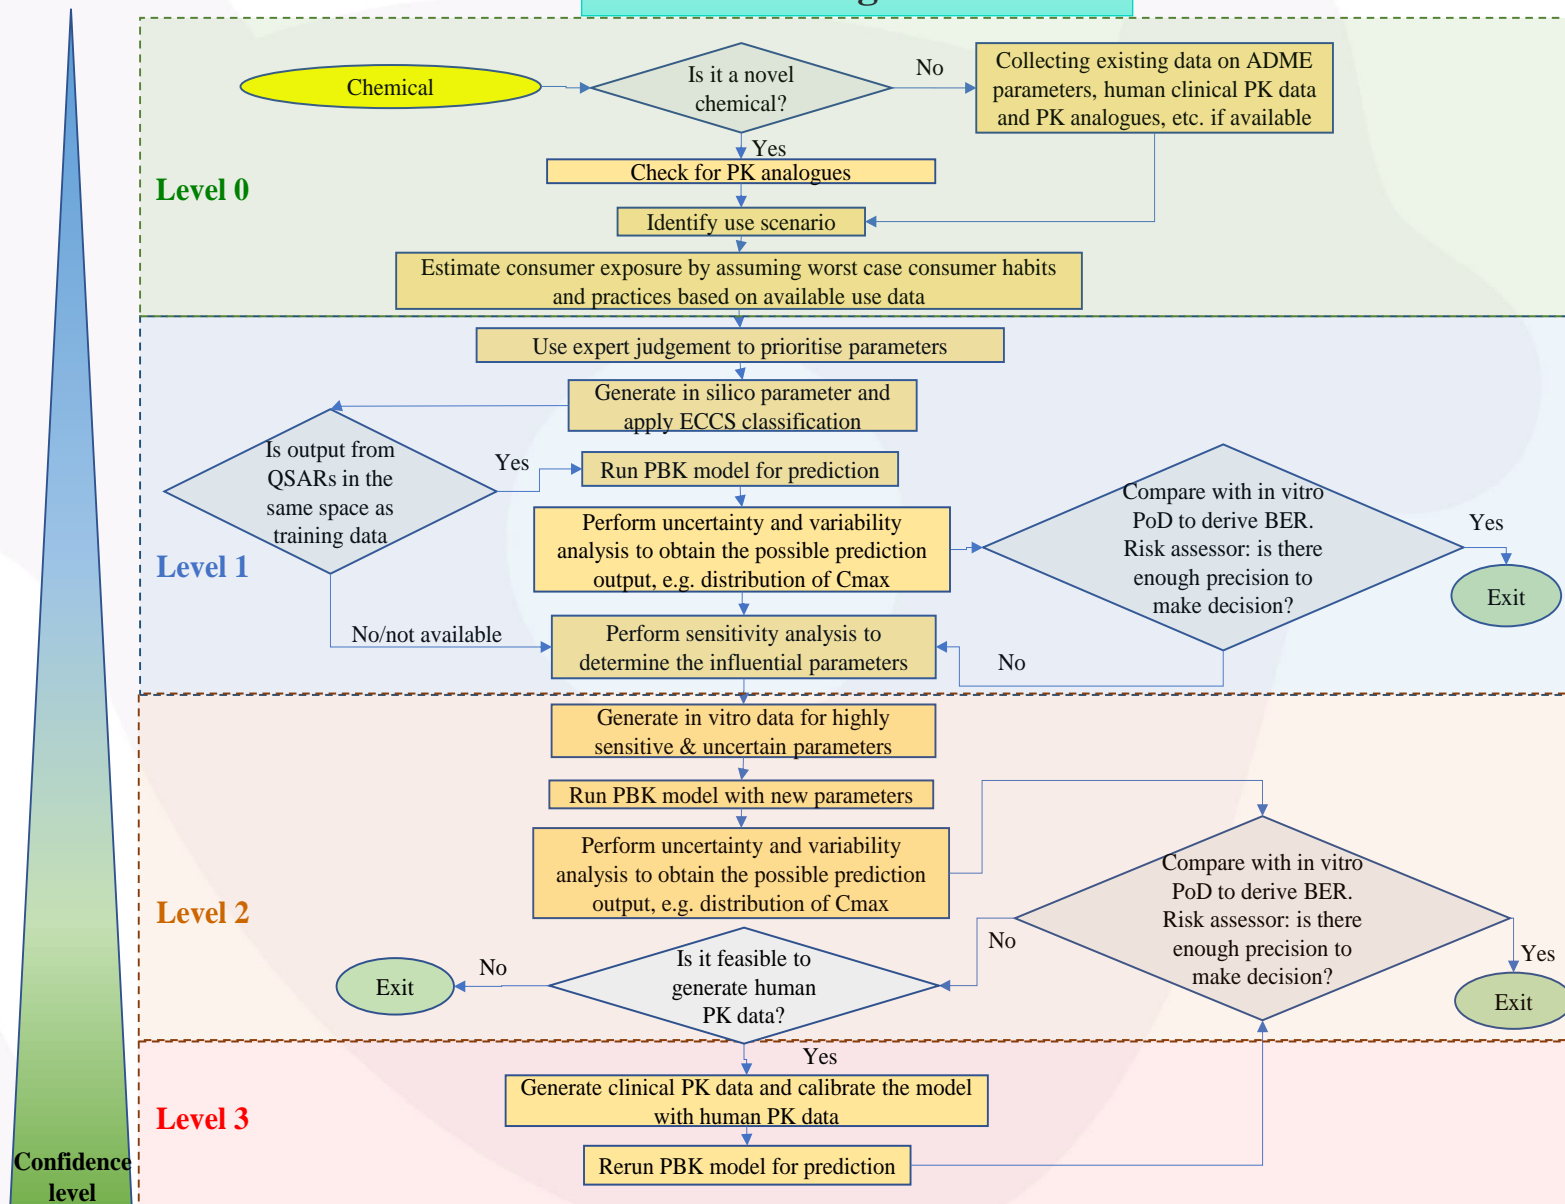 Chemical
Is it a novel
chemical?
No
Collecting existing data on ADME
parameters, human clinical PK data
and PK analogues, etc. if available
Yes
Check for PK analogues
Level 0
Identify use scenario
Estimate consumer exposure by assuming worst case consumer habits
and practices based on available use data
Use expert judgement to prioritise parameters
Generate in silico parameter and
apply ECCS classification
Is output from
QSARs in the
same space as
training data
Yes
Run PBK model for prediction
Perform uncertainty and variability
analysis to obtain the possible prediction
output, e.g. distribution of Cmax
Compare with in vitro
PoD to derive BER.
Risk assessor: is there
enough precision to
make decision?
Yes
Exit
Level 1
No/not available
Perform sensitivity analysis to
determine the influential parameters
No
Generate in vitro data for highly
sensitive & uncertain parameters
Run PBK model with new parameters
Perform uncertainty and variability
analysis to obtain the possible prediction
output, e.g. distribution of Cmax
Compare with in vitro
PoD to derive BER.
Risk assessor: is there
enough precision to
make decision?
Level 2
No
Yes
Exit
Is it feasible to
generate human
PK data?
No
Exit
Yes
Generate clinical PK data and calibrate the model
with human PK data
Level 3
Rerun PBK model for prediction
Confidence
level